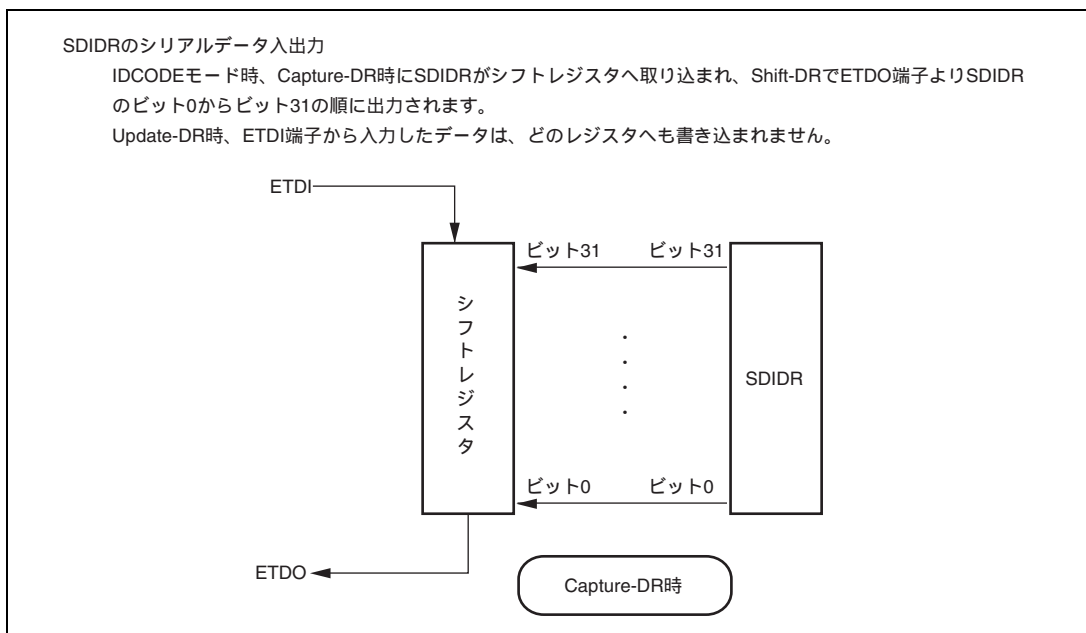 SDIDRのシリアルデータ入出力
IDCODEモード時、Capture-DR時にSDIDRがシフトレジスタへ取り込まれ、Shift-DRでETDO端子よりSDIDR
のビット0からビット31の順に出力されます。
Update-DR時、ETDI端子から入力したデータは、どのレジスタへも書き込まれません。
ETDI
ビット31 ビット31
シフトレジスタ
・
・
・
・
SDIDR
ビット0 ビット0
ETDO
Capture-DR時